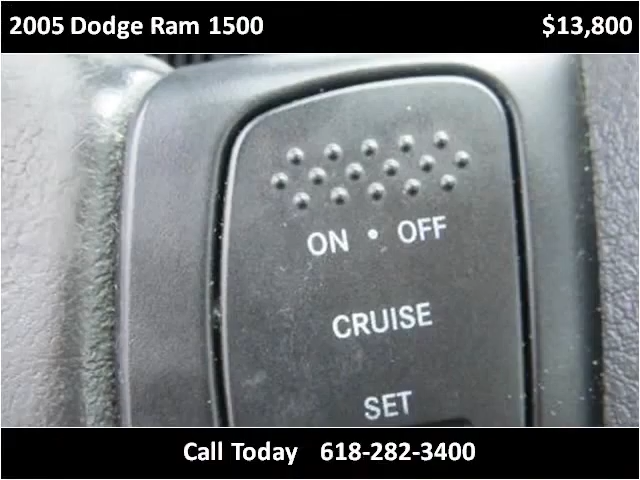 2005 Dodge Ram 1500 $13,800
ON • OFF
CRUISE
SET
Call Today 618-282-3400